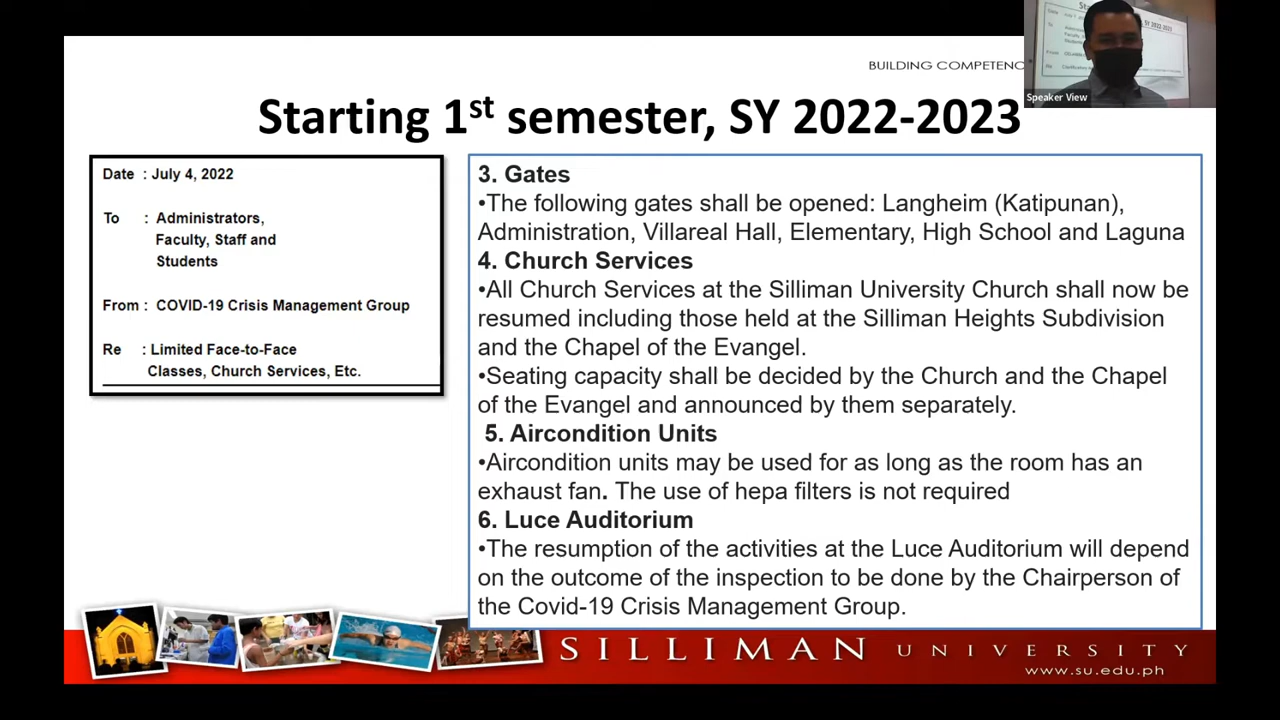 BUILDING COMPETENC
Speaker View
Starting 1st semester, SY 2022-2023
Date : July 4, 2022
To : Administrators,
Faculty, Staff and
Students
From : COVID-19 Crisis Management Group
Re : Limited Face-to-Face
Classes, Church Services, Etc.
3. Gates
•The following gates shall be opened: Langheim (Katipunan),
Administration, Villareal Hall, Elementary, High School and Laguna
4. Church Services
•All Church Services at the Silliman University Church shall now be
resumed including those held at the Silliman Heights Subdivision
and the Chapel of the Evangel.
•Seating capacity shall be decided by the Church and the Chapel
of the Evangel and announced by them separately.
5. Aircondition Units
•Aircondition units may be used for as long as the room has an
exhaust fan. The use of hepa filters is not required
6. Luce Auditorium
•The resumption of the activities at the Luce Auditorium will depend
on the outcome of the inspection to be done by the Chairperson of
the Covid-19 Crisis Management Group.
SILLIMAN UNIVERSITY
www.su.edu.ph